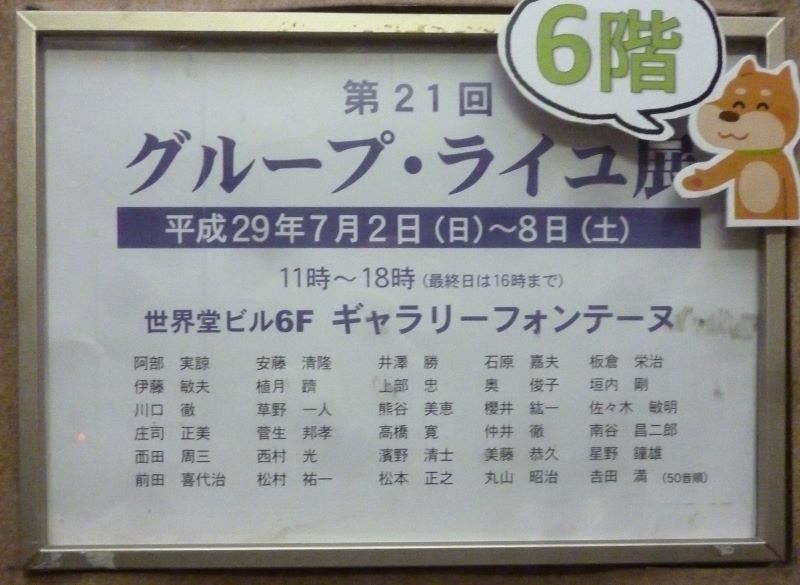 6階
第21回
グループ・ライユ展
平成29年7月2日(日)～8日(土)
11時～18時(最終日は16時まで)
世界堂ビル6F ギャラリーフォンテーヌ
阿部 実諒 安藤 清隆 井澤 勝 石原 嘉夫 板倉 栄治
伊藤 敏夫 植月 躋 上部 忠 奥 俊子 垣内 剛
川口 徹 草野 一人 熊谷 美恵 櫻井 紘一 佐々木 敏明
庄司 正美 菅生 邦孝 高橋 寛 仲井 徹 南谷 昌二郎
西田 周三 西村 光 濱野 清士 美藤 恭久 星野 鐘雄
前田 喜代治 松村 祐一 松本 正之 丸山 昭治 吉田 満 (50音順)